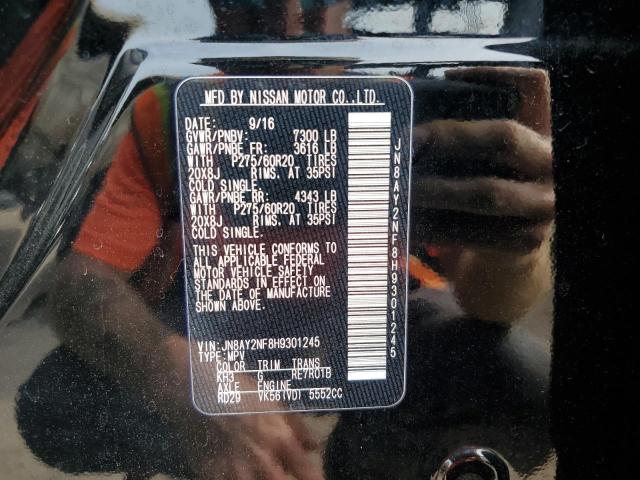 MFD BY NISSAN MOTOR CO.,LTD.
DATE: 9/16
GVWR/PNBV: 7300 LB
GAWR/PNBE FR: 3616 LB
WITH P275/60R20 TIRES
20X8J RIMS, AT 35PSI
COLD SINGLE.
GAWR/PNBE RR: 4343 LB
WITH P275/60R20 TIRES
20X8J RIMS, AT 35PSI
COLD SINGLE.
THIS VEHICLE CONFORMS TO
ALL APPLICABLE FEDERAL
MOTOR VEHICLE SAFETY
STANDARDS IN EFFECT ON
THE DATE OF MANUFACTURE
SHOWN ABOVE.
VIN: JN8AY2NF8H9301245
TYPE: MPV
COLOR TRIM TRANS
KH3 G RE7R01B
AXLE ENGINE
RD29 VK56(VD) 5552CC
JN8AY2NF8H9301245